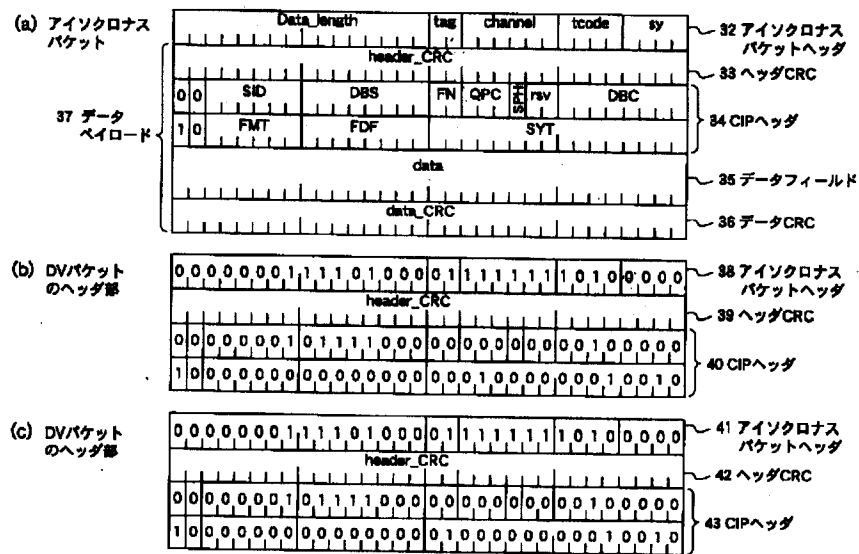 (a) アイソクロナス
パケット
Data_length tag channel tcode sy
32 アイソクロナス
パケットヘッダ
header_CRC
33 ヘッダCRC
37 データ
ペイロード
0 0 SID DBS FN QPC SPH rsv DBC
1 0 FMT FDF SYT
34 CIPヘッダ
data
35 データフィールド
data_CRC
36 データCRC
(b) DVパケット
のヘッダ部
0 0 0 0 0 0 0 1 1 1 1 0 1 0 0 0 0 1 1 1 1 1 1 1 1 0 1 0 0 0 0 0
38 アイソクロナス
パケットヘッダ
header_CRC
39 ヘッダCRC
0 0 0 0 0 0 0 1 0 1 1 1 1 0 0 0 0 0 0 0 0 0 0 0 0 0 1 0 0 0 0 0
1 0 0 0 0 0 0 0 0 0 0 0 0 0 0 0 0 0 0 1 0 0 0 0 0 0 0 1 0 0 1 0
40 CIPヘッダ
(c) DVパケット
のヘッダ部
0 0 0 0 0 0 0 1 1 1 1 0 1 0 0 0 0 1 1 1 1 1 1 1 1 0 1 0 0 0 0 0
41 アイソクロナス
パケットヘッダ
header_CRC
42 ヘッダCRC
0 0 0 0 0 0 0 1 0 1 1 1 1 0 0 0 0 0 0 0 0 0 0 0 0 0 1 0 0 0 0 0
1 0 0 0 0 0 0 0 0 0 0 0 0 0 0 0 0 1 0 0 0 0 0 0 0 0 0 1 0 0 1 0
43 CIPヘッダ